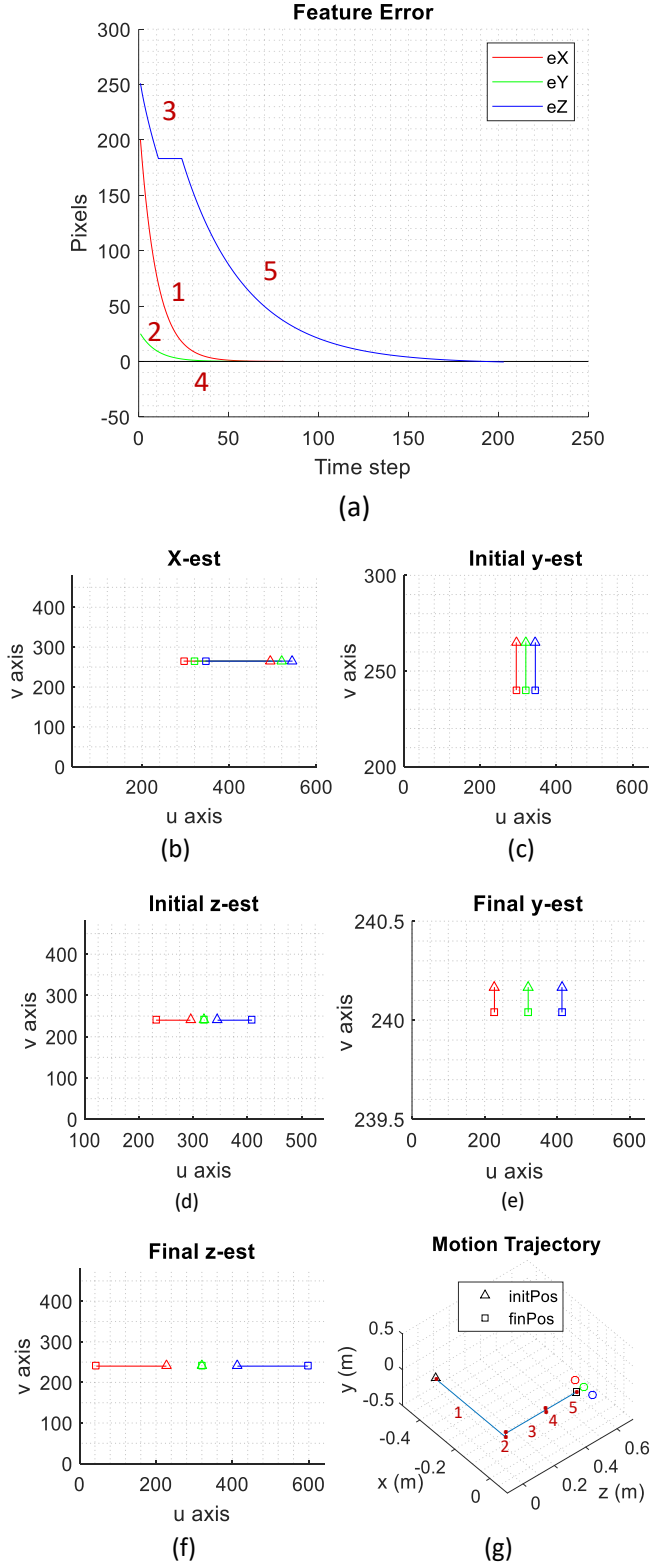 Feature Error
300
250
200
150
100
50
0
-50
Pixels
eX
eY
eZ
3
1
2
5
4
0 50 100 150 200 250
Time step
(a)
X-est
400
300
200
100
0
v axis
200 400 600
u axis
(b)
Initial y-est
300
250
200
v axis
0 200 400 600
u axis
(c)
Initial z-est
400
300
200
100
0
v axis
100 200 300 400 500
u axis
(d)
Final y-est
240.5
240
239.5
v axis
0 200 400 600
u axis
(e)
Final z-est
400
300
200
100
0
v axis
0 200 400 600
u axis
(f)
Motion Trajectory
initPos
finPos
0.5
0
-0.5
y (m)
1
2
3
4
5
-0.4
-0.2
0
x (m)
0
0.2
0.4
0.6
z (m)
(g)